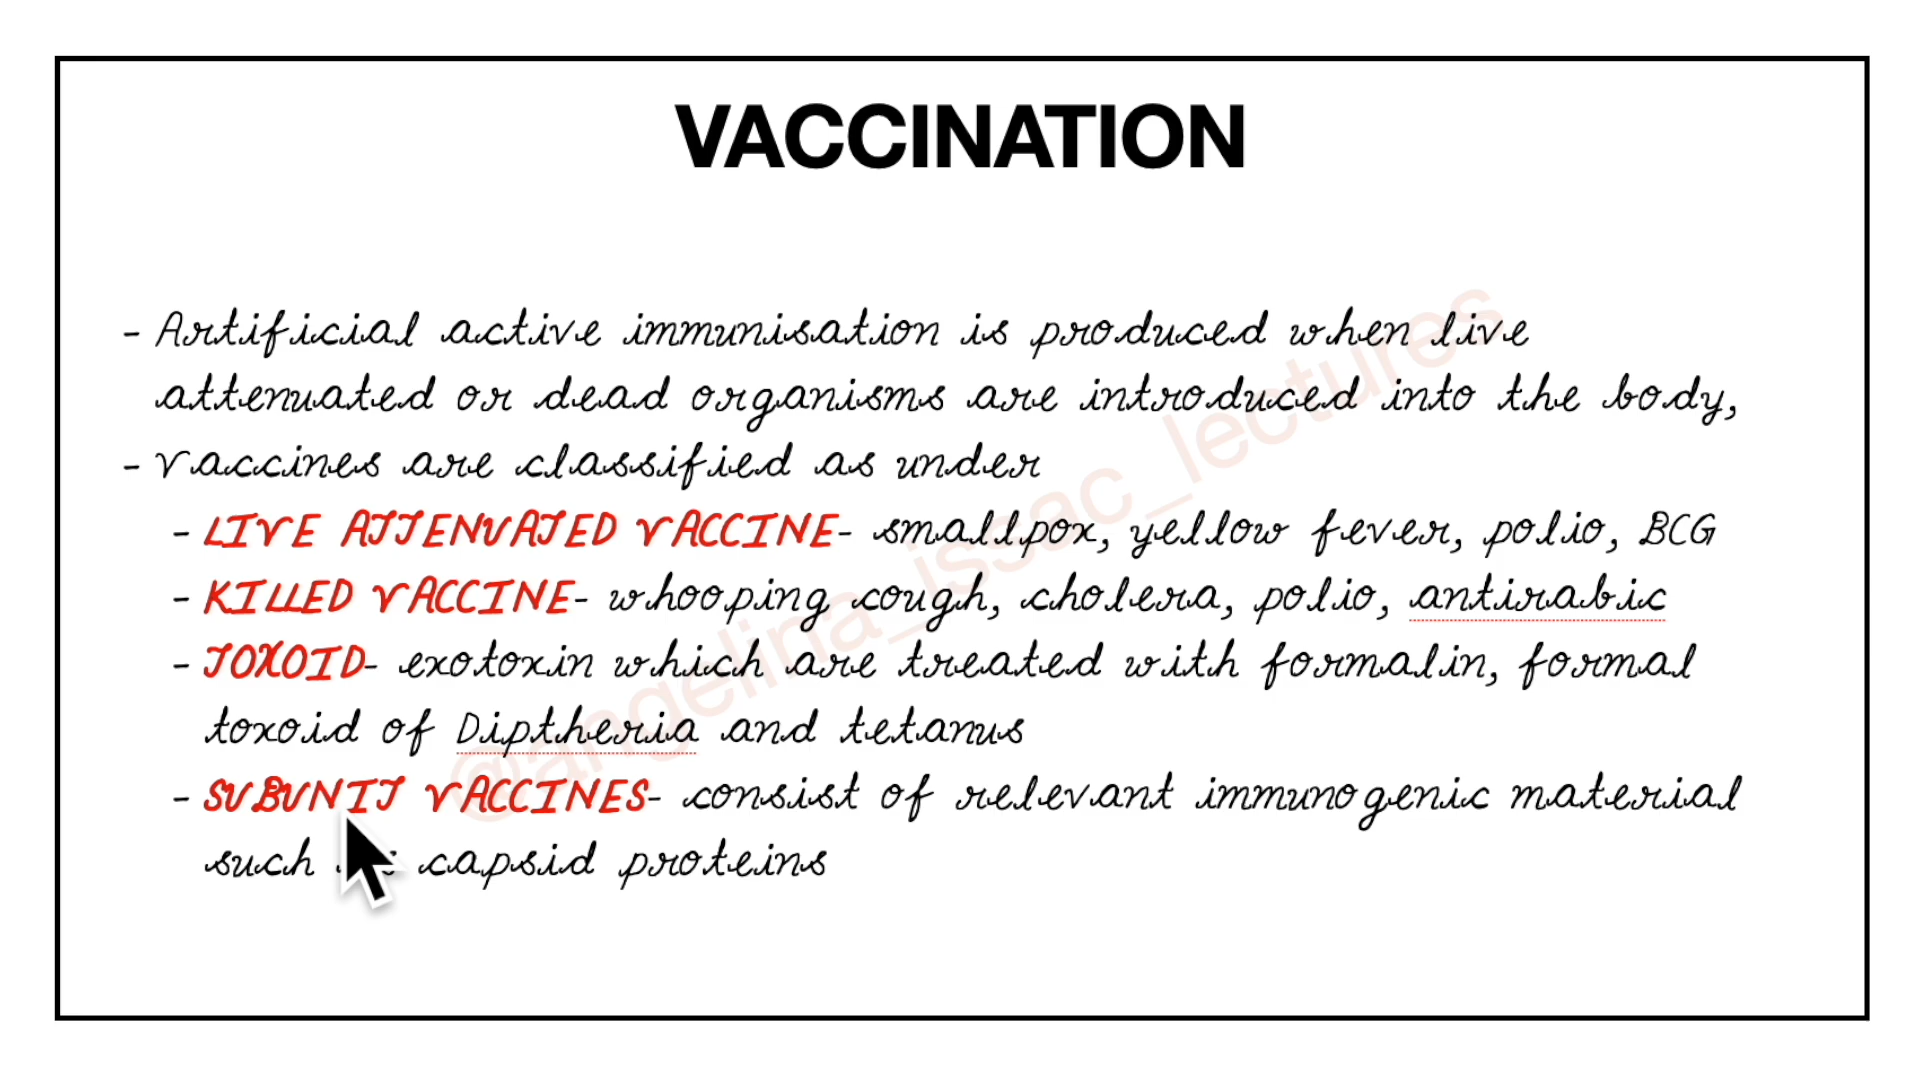 VACCINATION
- Artificial active immunisation is produced when live
attenuated or dead organisms are introduced into the body,
- Vaccines are classified as under
- LIVE ATTENUATED VACCINE- smallpox, yellow fever, polio, BCG
- KILLED VACCINE- whooping cough, cholera, polio, antirabic
- TOXOID- exotoxin which are treated with formalin, formal
toxoid of Diptheria and tetanus
- SUBUNIT VACCINES- consist of relevant immunogenic material
such capsid proteins
@angelina_issac_lectures